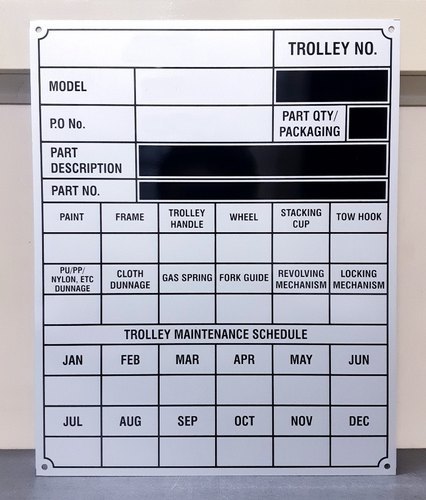 TROLLEY NO.
MODEL
P.O No.
PART QTY/
PACKAGING
PART
DESCRIPTION
PART NO.
PAINT FRAME TROLLEY HANDLE WHEEL STACKING CUP TOW HOOK
PU/PP/ NYLON, ETC DUNNAGE CLOTH DUNNAGE GAS SPRING FORK GUIDE REVOLVING MECHANISM LOCKING MECHANISM
TROLLEY MAINTENANCE SCHEDULE
JAN FEB MAR APR MAY JUN
JUL AUG SEP OCT NOV DEC